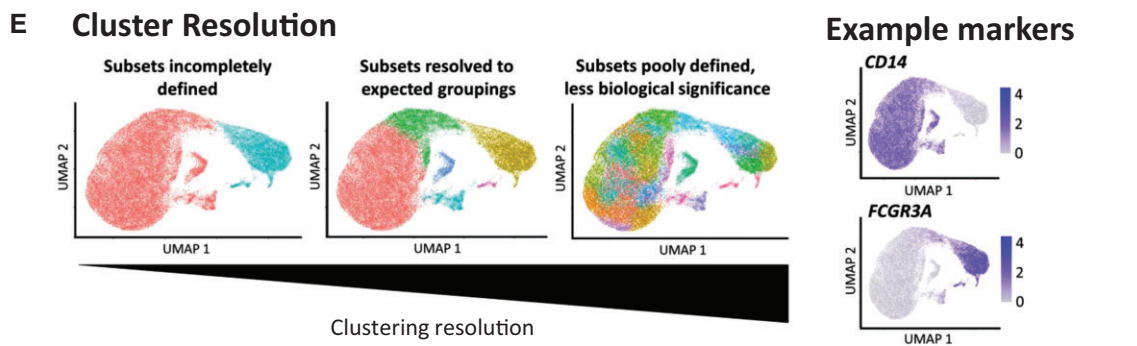 E
Cluster Resolution
Subsets incompletely
defined
UMAP 2
UMAP 1
Subsets resolved to
expected groupings
UMAP 2
UMAP 1
Subsets pooly defined,
less biological significance
UMAP 2
UMAP 1
Clustering resolution
Example markers
CD14
UMAP 2
4
2
0
UMAP 1
FCGR3A
UMAP 2
4
2
0
UMAP 1